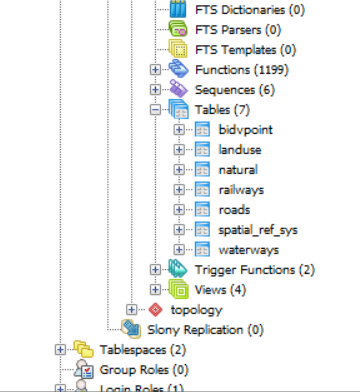 FTS Dictionaries (0)
FTS Parsers (0)
FTS Templates (0)
Functions (1199)
Sequences (6)
Tables (7)
bidvpoint
landuse
natural
railways
roads
spatial_ref_sys
waterways
Trigger Functions (2)
Views (4)
topology
Slony Replication (0)
Tablespaces (2)
Group Roles (0)
Login Roles (1)